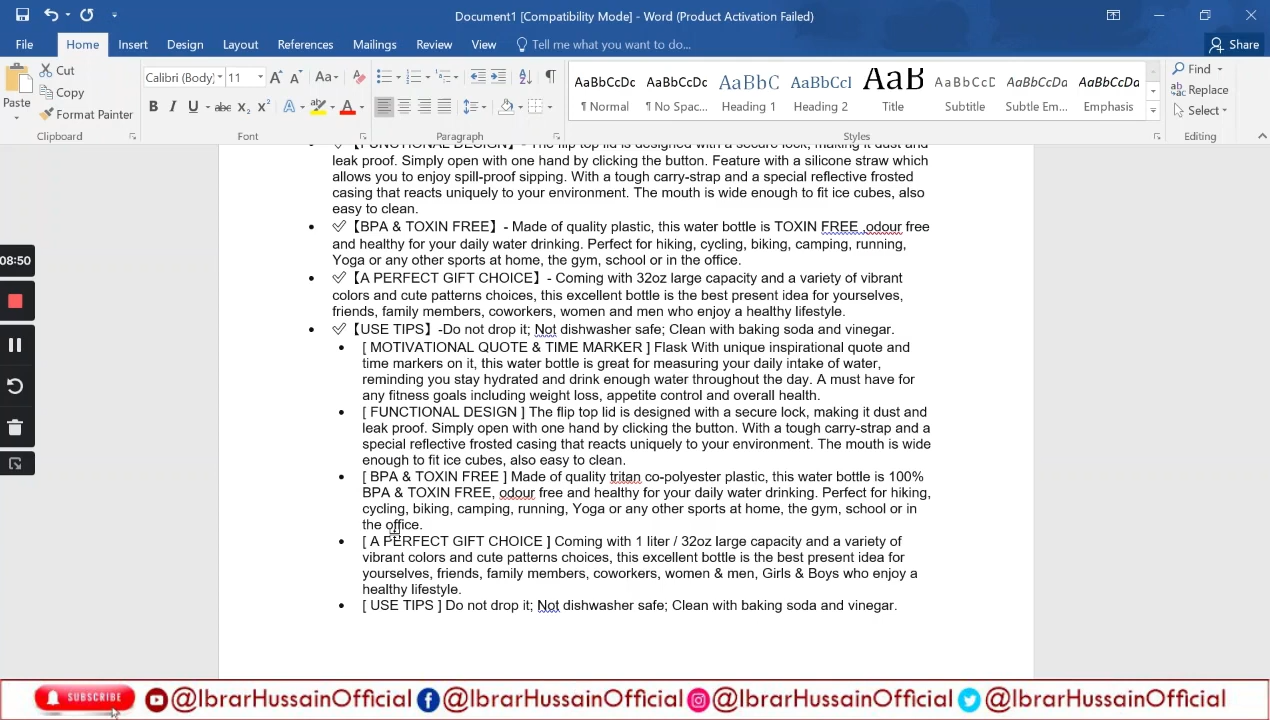 Document1 [Compatibility Mode] - Word (Product Activation Failed)
File Home Insert Design Layout References Mailings Review View Tell me what you want to do... Share
Paste
Cut
Copy
Format Painter
Clipboard
Calibri (Body) 11
Font
Paragraph
AaBbCcDc AaBbCcDc AaBbC AaBbCcI AaB AaBbCcD AaBbCcDc AaBbCcDc
¶ Normal ¶ No Spac... Heading 1 Heading 2 Title Subtitle Subtle Em... Emphasis
Styles
Find
Replace
Select
Editing
08:50
• ✅【FUNCTIONAL DESIGN】- The flip top lid is designed with a secure lock, making it dust and
leak proof. Simply open with one hand by clicking the button. Feature with a silicone straw which
allows you to enjoy spill-proof sipping. With a tough carry-strap and a special reflective frosted
casing that reacts uniquely to your environment. The mouth is wide enough to fit ice cubes, also
easy to clean.
• ✅【BPA & TOXIN FREE】- Made of quality plastic, this water bottle is TOXIN FREE ,odour free
and healthy for your daily water drinking. Perfect for hiking, cycling, biking, camping, running,
Yoga or any other sports at home, the gym, school or in the office.
• ✅【A PERFECT GIFT CHOICE】- Coming with 32oz large capacity and a variety of vibrant
colors and cute patterns choices, this excellent bottle is the best present idea for yourselves,
friends, family members, coworkers, women and men who enjoy a healthy lifestyle.
• ✅【USE TIPS】-Do not drop it; Not dishwasher safe; Clean with baking soda and vinegar.
• [ MOTIVATIONAL QUOTE & TIME MARKER ] Flask With unique inspirational quote and
time markers on it, this water bottle is great for measuring your daily intake of water,
reminding you stay hydrated and drink enough water throughout the day. A must have for
any fitness goals including weight loss, appetite control and overall health.
• [ FUNCTIONAL DESIGN ] The flip top lid is designed with a secure lock, making it dust and
leak proof. Simply open with one hand by clicking the button. With a tough carry-strap and a
special reflective frosted casing that reacts uniquely to your environment. The mouth is wide
enough to fit ice cubes, also easy to clean.
• [ BPA & TOXIN FREE ] Made of quality tritan co-polyester plastic, this water bottle is 100%
BPA & TOXIN FREE, odour free and healthy for your daily water drinking. Perfect for hiking,
cycling, biking, camping, running, Yoga or any other sports at home, the gym, school or in
the office.
• [ A PERFECT GIFT CHOICE ] Coming with 1 liter / 32oz large capacity and a variety of
vibrant colors and cute patterns choices, this excellent bottle is the best present idea for
yourselves, friends, family members, coworkers, women & men, Girls & Boys who enjoy a
healthy lifestyle.
• [ USE TIPS ] Do not drop it; Not dishwasher safe; Clean with baking soda and vinegar.
SUBSCRIBE @IbrarHussainOfficial @IbrarHussainOfficial @IbrarHussainOfficial @IbrarHussainOfficial